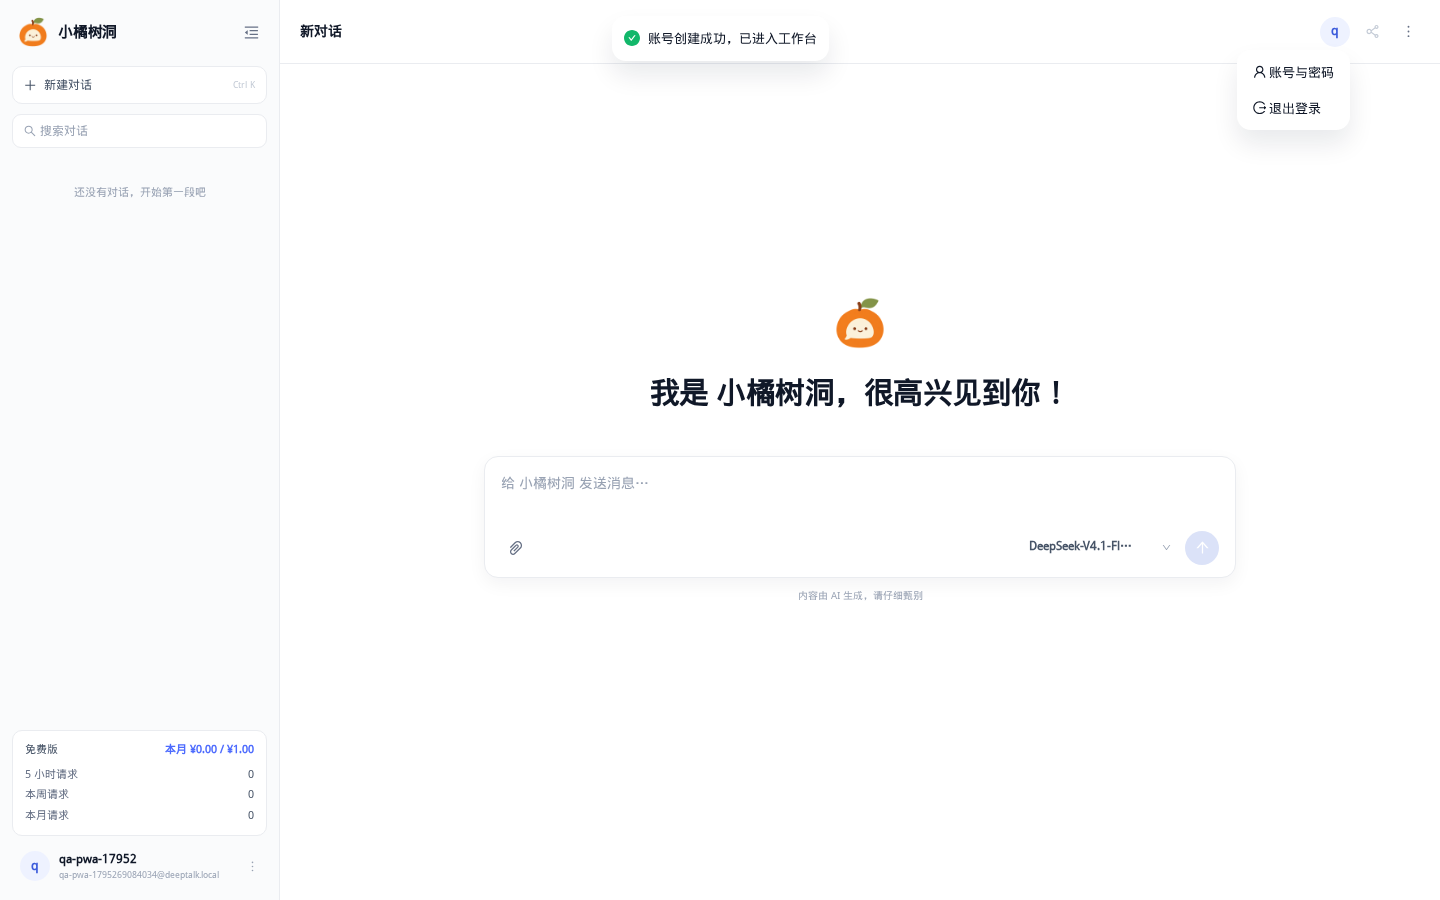 小橘树洞
新建对话
Ctrl K
搜索对话
还没有对话，开始第一段吧
免费版
本月 ¥0.00 / ¥1.00
5 小时请求
0
本周请求
0
本月请求
0
q
qa-pwa-17952
qa-pwa-1795269084034@deeptalk.local
新对话
账号创建成功，已进入工作台
q
账号与密码
退出登录
我是 小橘树洞，很高兴见到你！
给 小橘树洞 发送消息…
DeepSeek-V4.1-Fl…
内容由 AI 生成，请仔细甄别